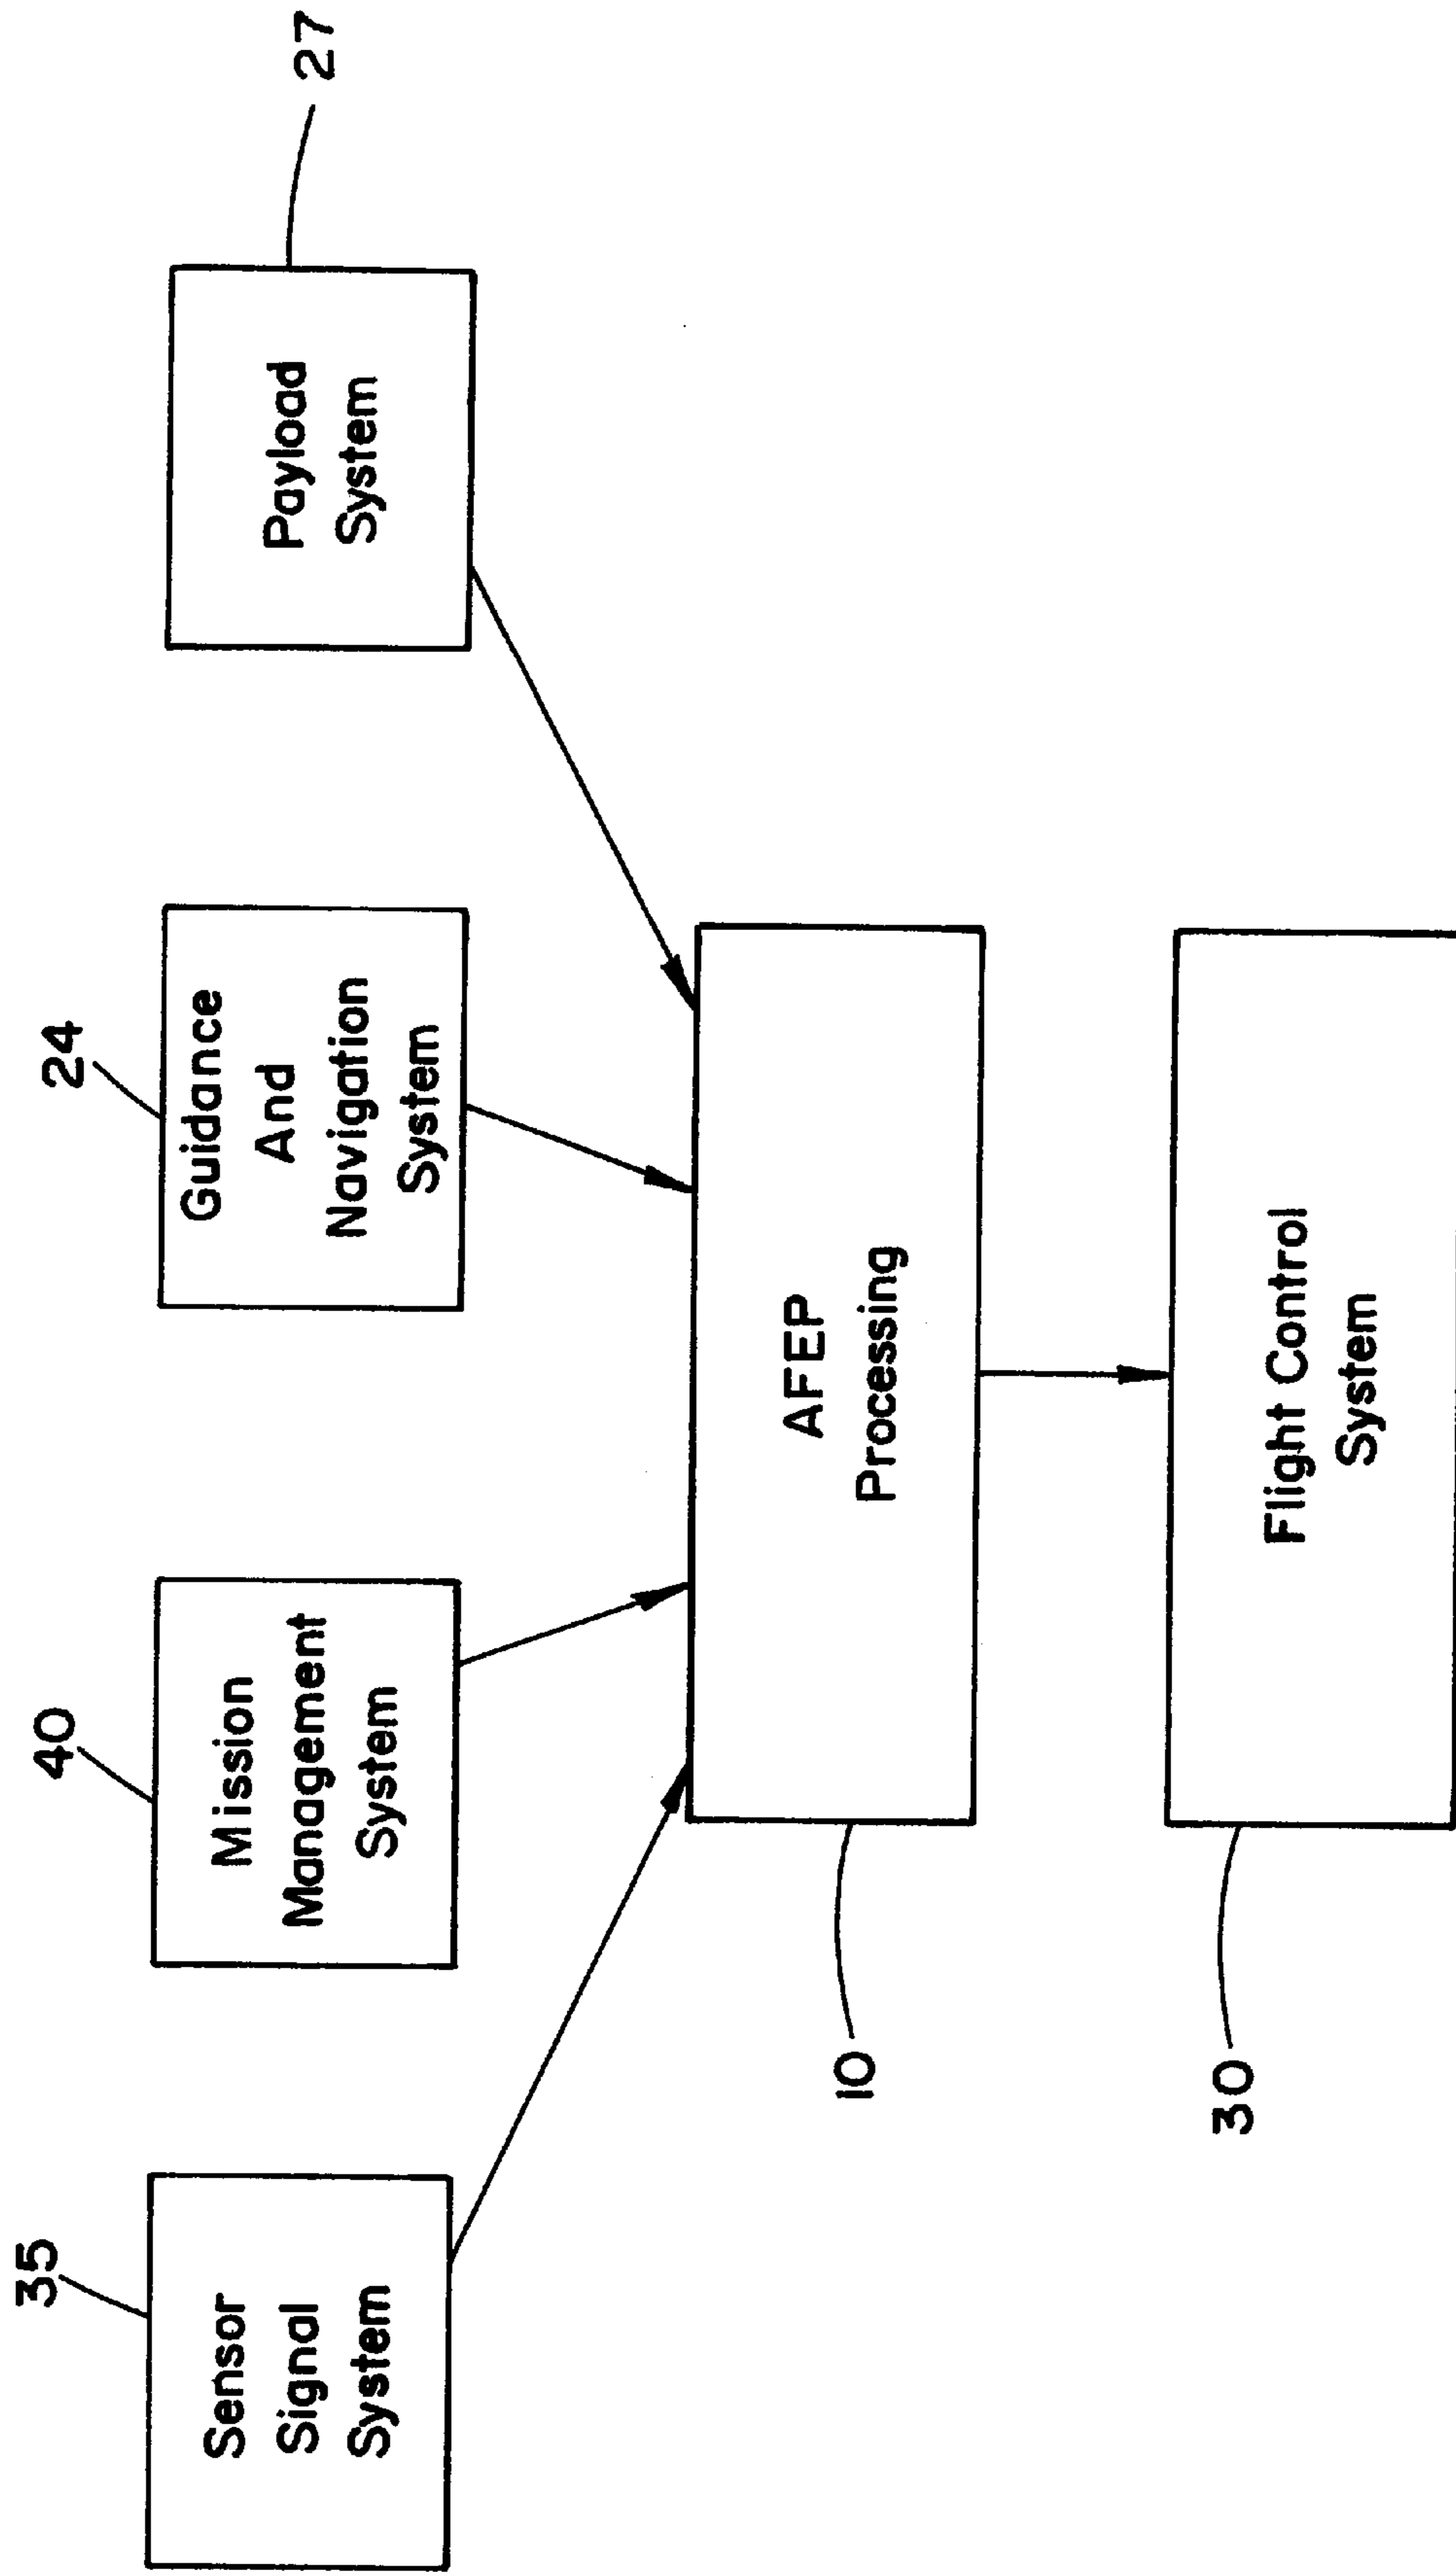 35
Sensor
Signal
System
40
Mission
Management
System
24
Guidance
And
Navigation
System
27
Payload
System
10
AFEP
Processing
30
Flight Control
System